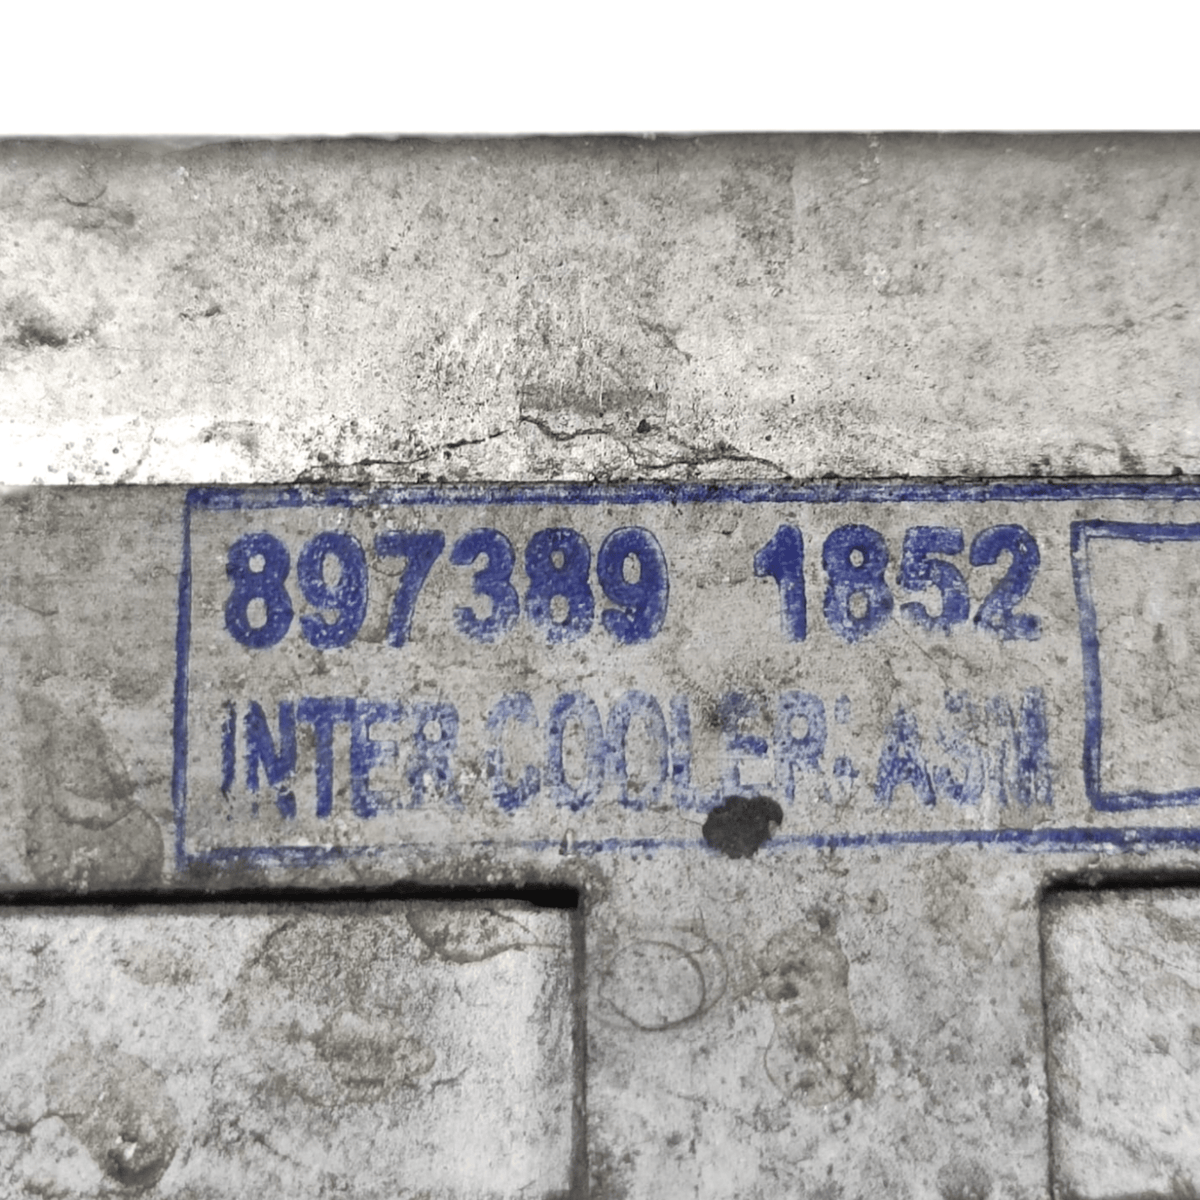 897389 1852
INTER COOLER; ASM